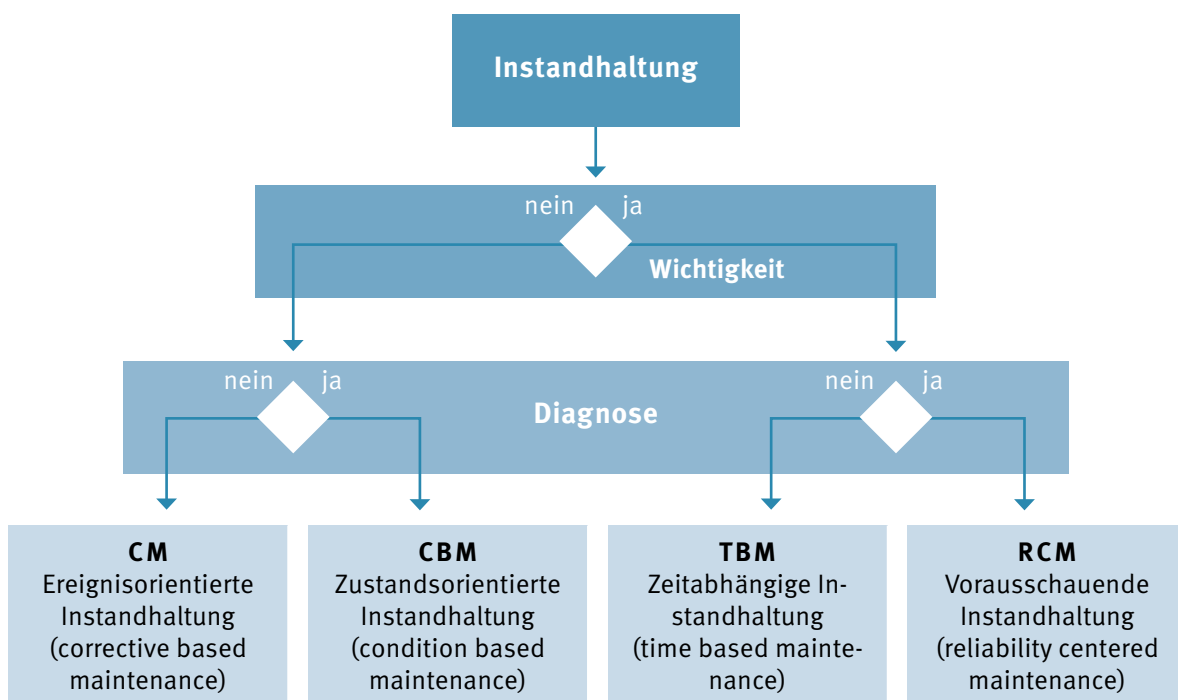 Instandhaltung
nein ja
Wichtigkeit
nein ja
nein ja
Diagnose
CM
Ereignisorientierte
Instandhaltung
(corrective based
maintenance)
CBM
Zustandsorientierte
Instandhaltung
(condition based
maintenance)
TBM
Zeitabhängige In-
standhaltung
(time based mainte-
nance)
RCM
Vorausschauende
Instandhaltung
(reliability centered
maintenance)